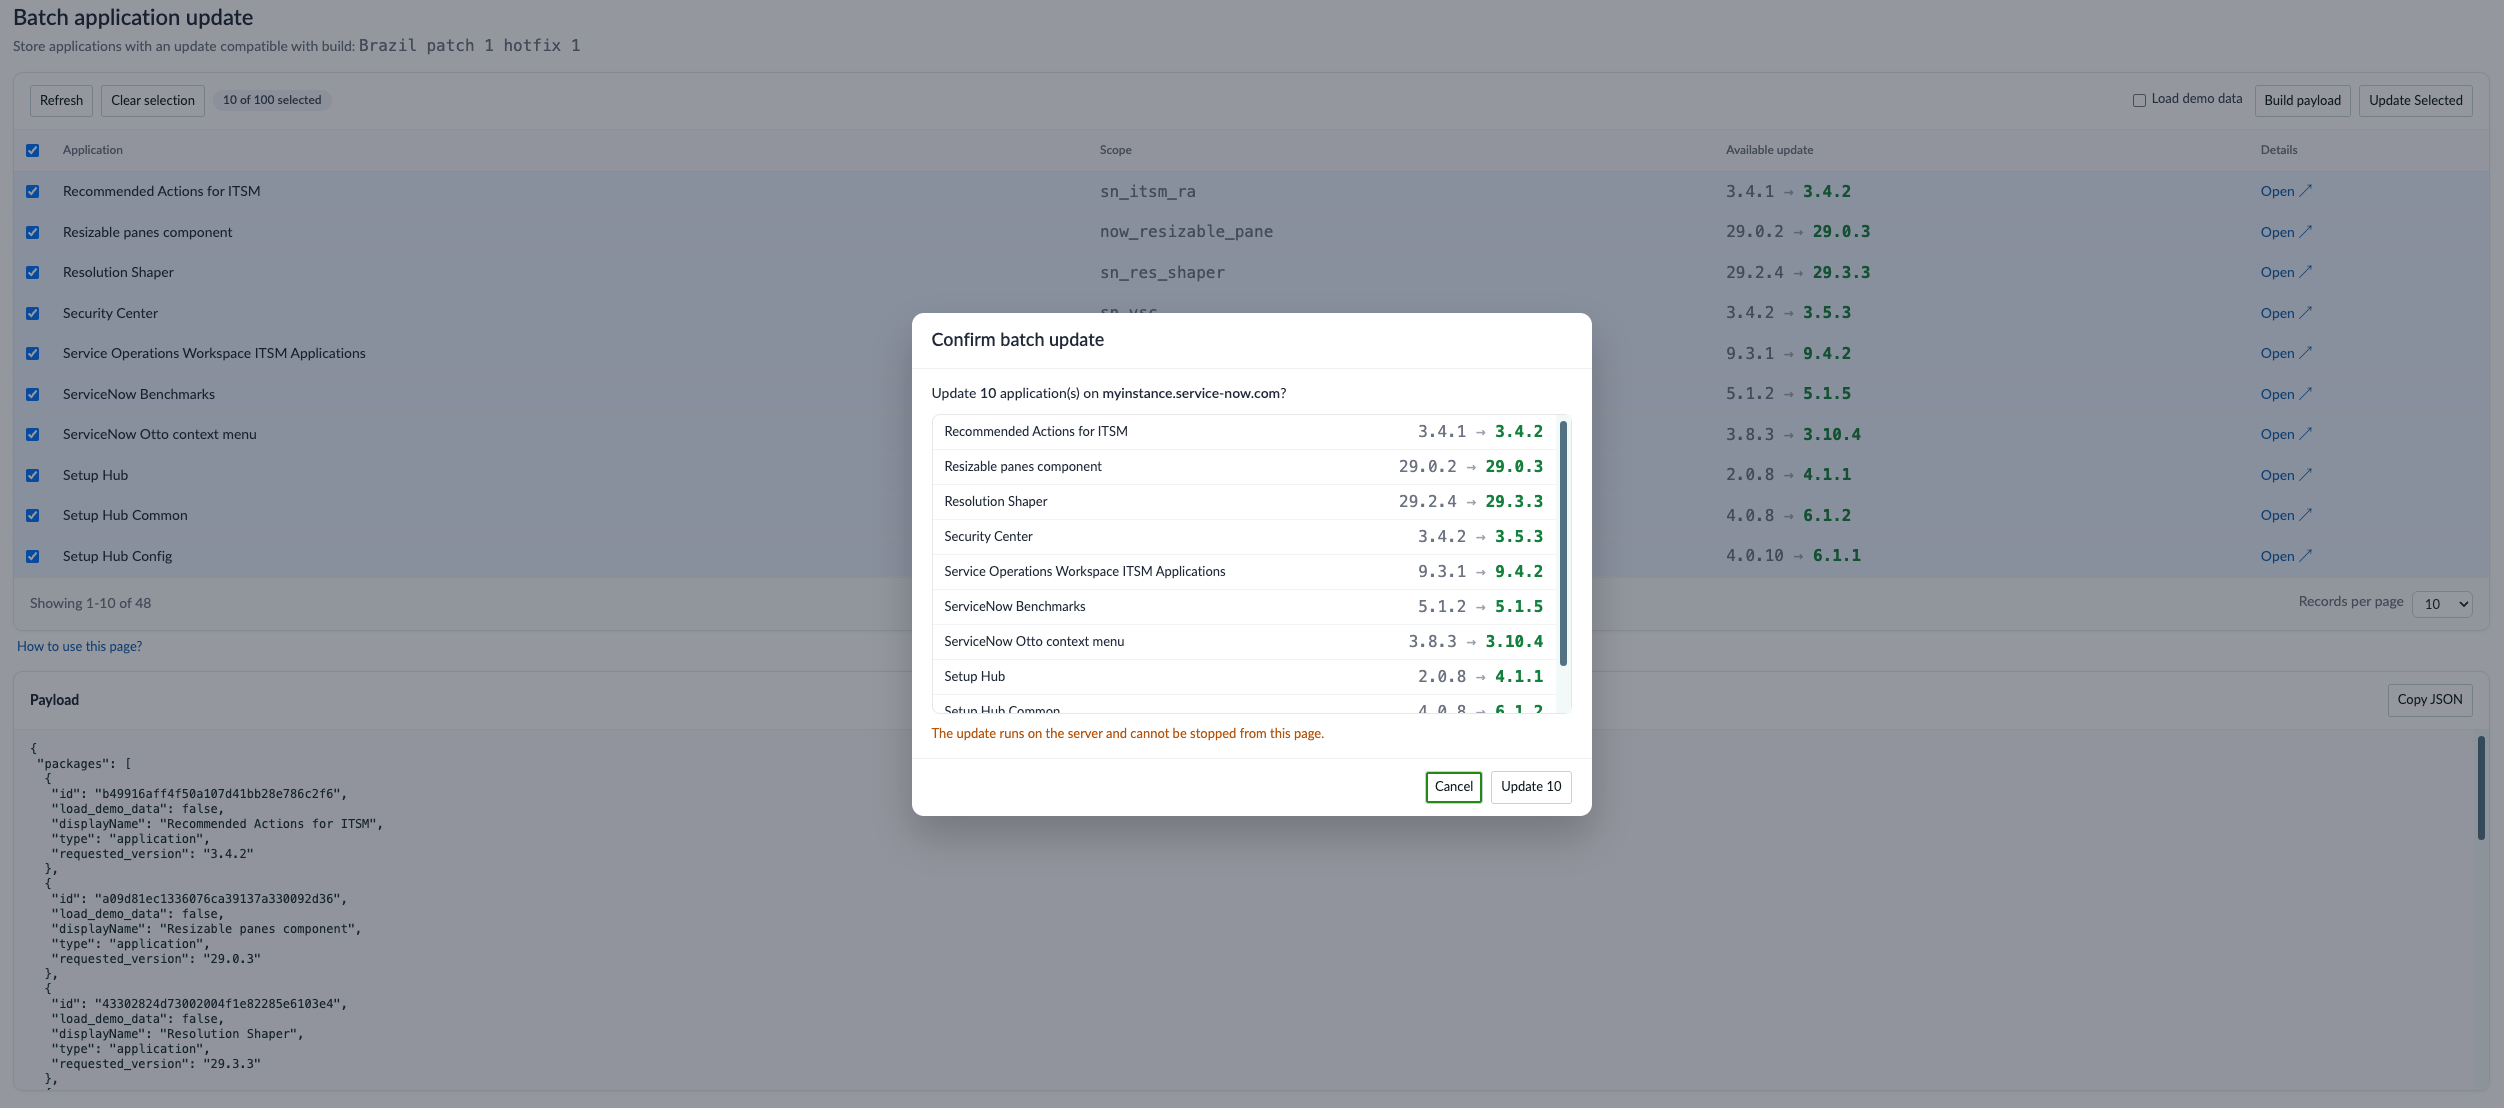 Batch application update
Store applications with an update compatible with build: Brazil patch 1 hotfix 1
Refresh Clear selection 10 of 100 selected Load demo data Build payload Update Selected
Application Scope Available update Details
Recommended Actions for ITSM sn_itsm_ra 3.4.1 → 3.4.2 Open
Resizable panes component now_resizable_pane 29.0.2 → 29.0.3 Open
Resolution Shaper sn_res_shaper 29.2.4 → 29.3.3 Open
Security Center 3.4.2 → 3.5.3 Open
Service Operations Workspace ITSM Applications 9.3.1 → 9.4.2 Open
ServiceNow Benchmarks 5.1.2 → 5.1.5 Open
ServiceNow Otto context menu 3.8.3 → 3.10.4 Open
Setup Hub 2.0.8 → 4.1.1 Open
Setup Hub Common 4.0.8 → 6.1.2 Open
Setup Hub Config 4.0.10 → 6.1.1 Open
Showing 1-10 of 48 Records per page 10
How to use this page?
Confirm batch update
Update 10 application(s) on myinstance.service-now.com?
Recommended Actions for ITSM 3.4.1 → 3.4.2
Resizable panes component 29.0.2 → 29.0.3
Resolution Shaper 29.2.4 → 29.3.3
Security Center 3.4.2 → 3.5.3
Service Operations Workspace ITSM Applications 9.3.1 → 9.4.2
ServiceNow Benchmarks 5.1.2 → 5.1.5
ServiceNow Otto context menu 3.8.3 → 3.10.4
Setup Hub 2.0.8 → 4.1.1
Setup Hub Common 4.0.8 → 6.1.2
The update runs on the server and cannot be stopped from this page.
Cancel Update 10
Payload Copy JSON
{
"packages": [
{
"id": "b49916aff4f50a107d41bb28e786c2f6",
"load_demo_data": false,
"displayName": "Recommended Actions for ITSM",
"type": "application",
"requested_version": "3.4.2"
},
{
"id": "a09d81ec1336076ca39137a330092d36",
"load_demo_data": false,
"displayName": "Resizable panes component",
"type": "application",
"requested_version": "29.0.3"
},
{
"id": "43302824d73002004f1e82285e6103e4",
"load_demo_data": false,
"displayName": "Resolution Shaper",
"type": "application",
"requested_version": "29.3.3"
},